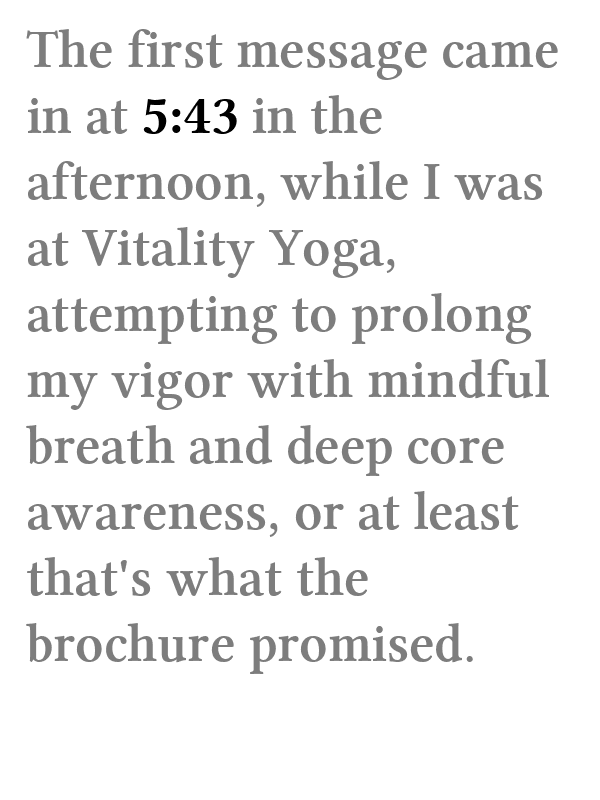 The first message came
in at 5:43 in the
afternoon, while I was
at Vitality Yoga,
attempting to prolong
my vigor with mindful
breath and deep core
awareness, or at least
that's what the
brochure promised.